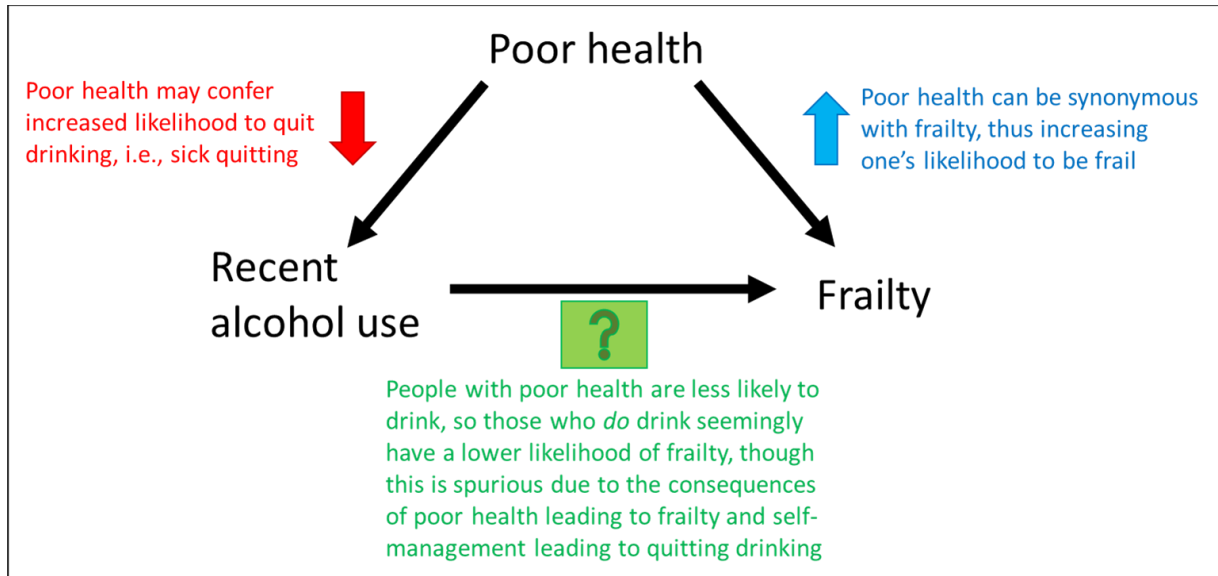 Poor health
Poor health may confer
increased likelihood to quit
drinking, i.e., sick quitting
Poor health can be synonymous
with frailty, thus increasing
one’s likelihood to be frail
Recent
alcohol use
Frailty
?
People with poor health are less likely to
drink, so those who do drink seemingly
have a lower likelihood of frailty, though
this is spurious due to the consequences
of poor health leading to frailty and self-
management leading to quitting drinking